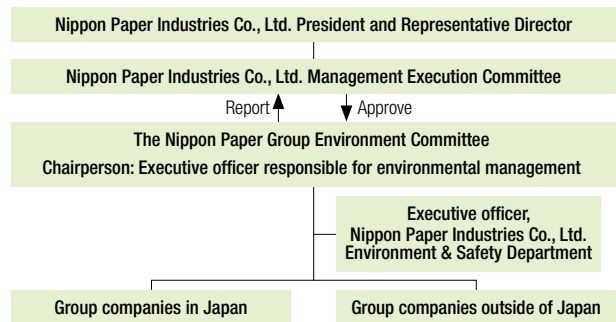 Nippon Paper Industries Co., Ltd. President and Representative Director
Nippon Paper Industries Co., Ltd. Management Execution Committee
Report
Approve
The Nippon Paper Group Environment Committee
Chairperson: Executive officer responsible for environmental management
Executive officer,
Nippon Paper Industries Co., Ltd.
Environment & Safety Department
Group companies in Japan
Group companies outside of Japan